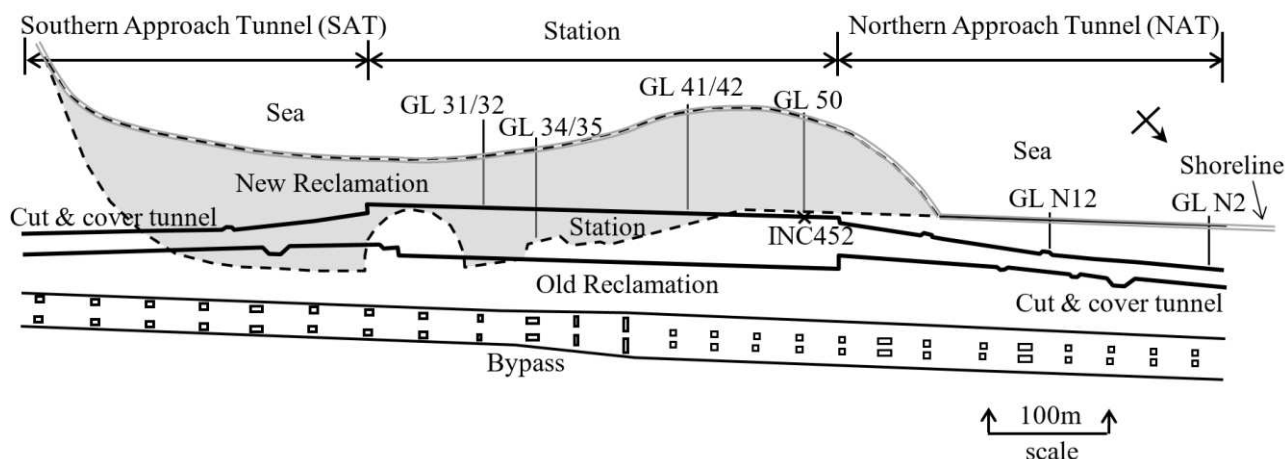 Southern Approach Tunnel (SAT)
Station
Northern Approach Tunnel (NAT)
Sea
GL 31/32
GL 34/35
GL 41/42
GL 50
Sea
Shoreline
New Reclamation
GL N12
GL N2
Cut & cover tunnel
Station
INC452
Old Reclamation
Cut & cover tunnel
Bypass
100m
scale